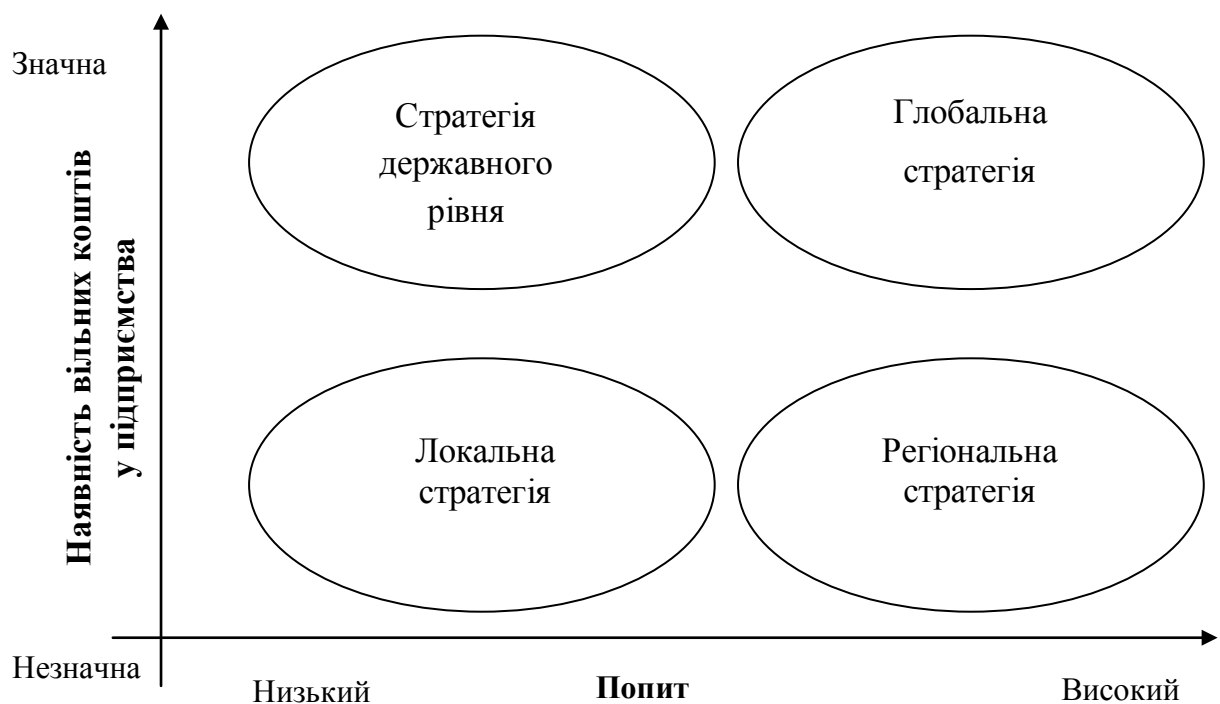 Значна
Наявність вільних коштів
у підприємства
Стратегія
державного
рівня
Глобальна
стратегія
Локальна
стратегія
Регіональна
стратегія
Незначна
Низький
Попит
Високий